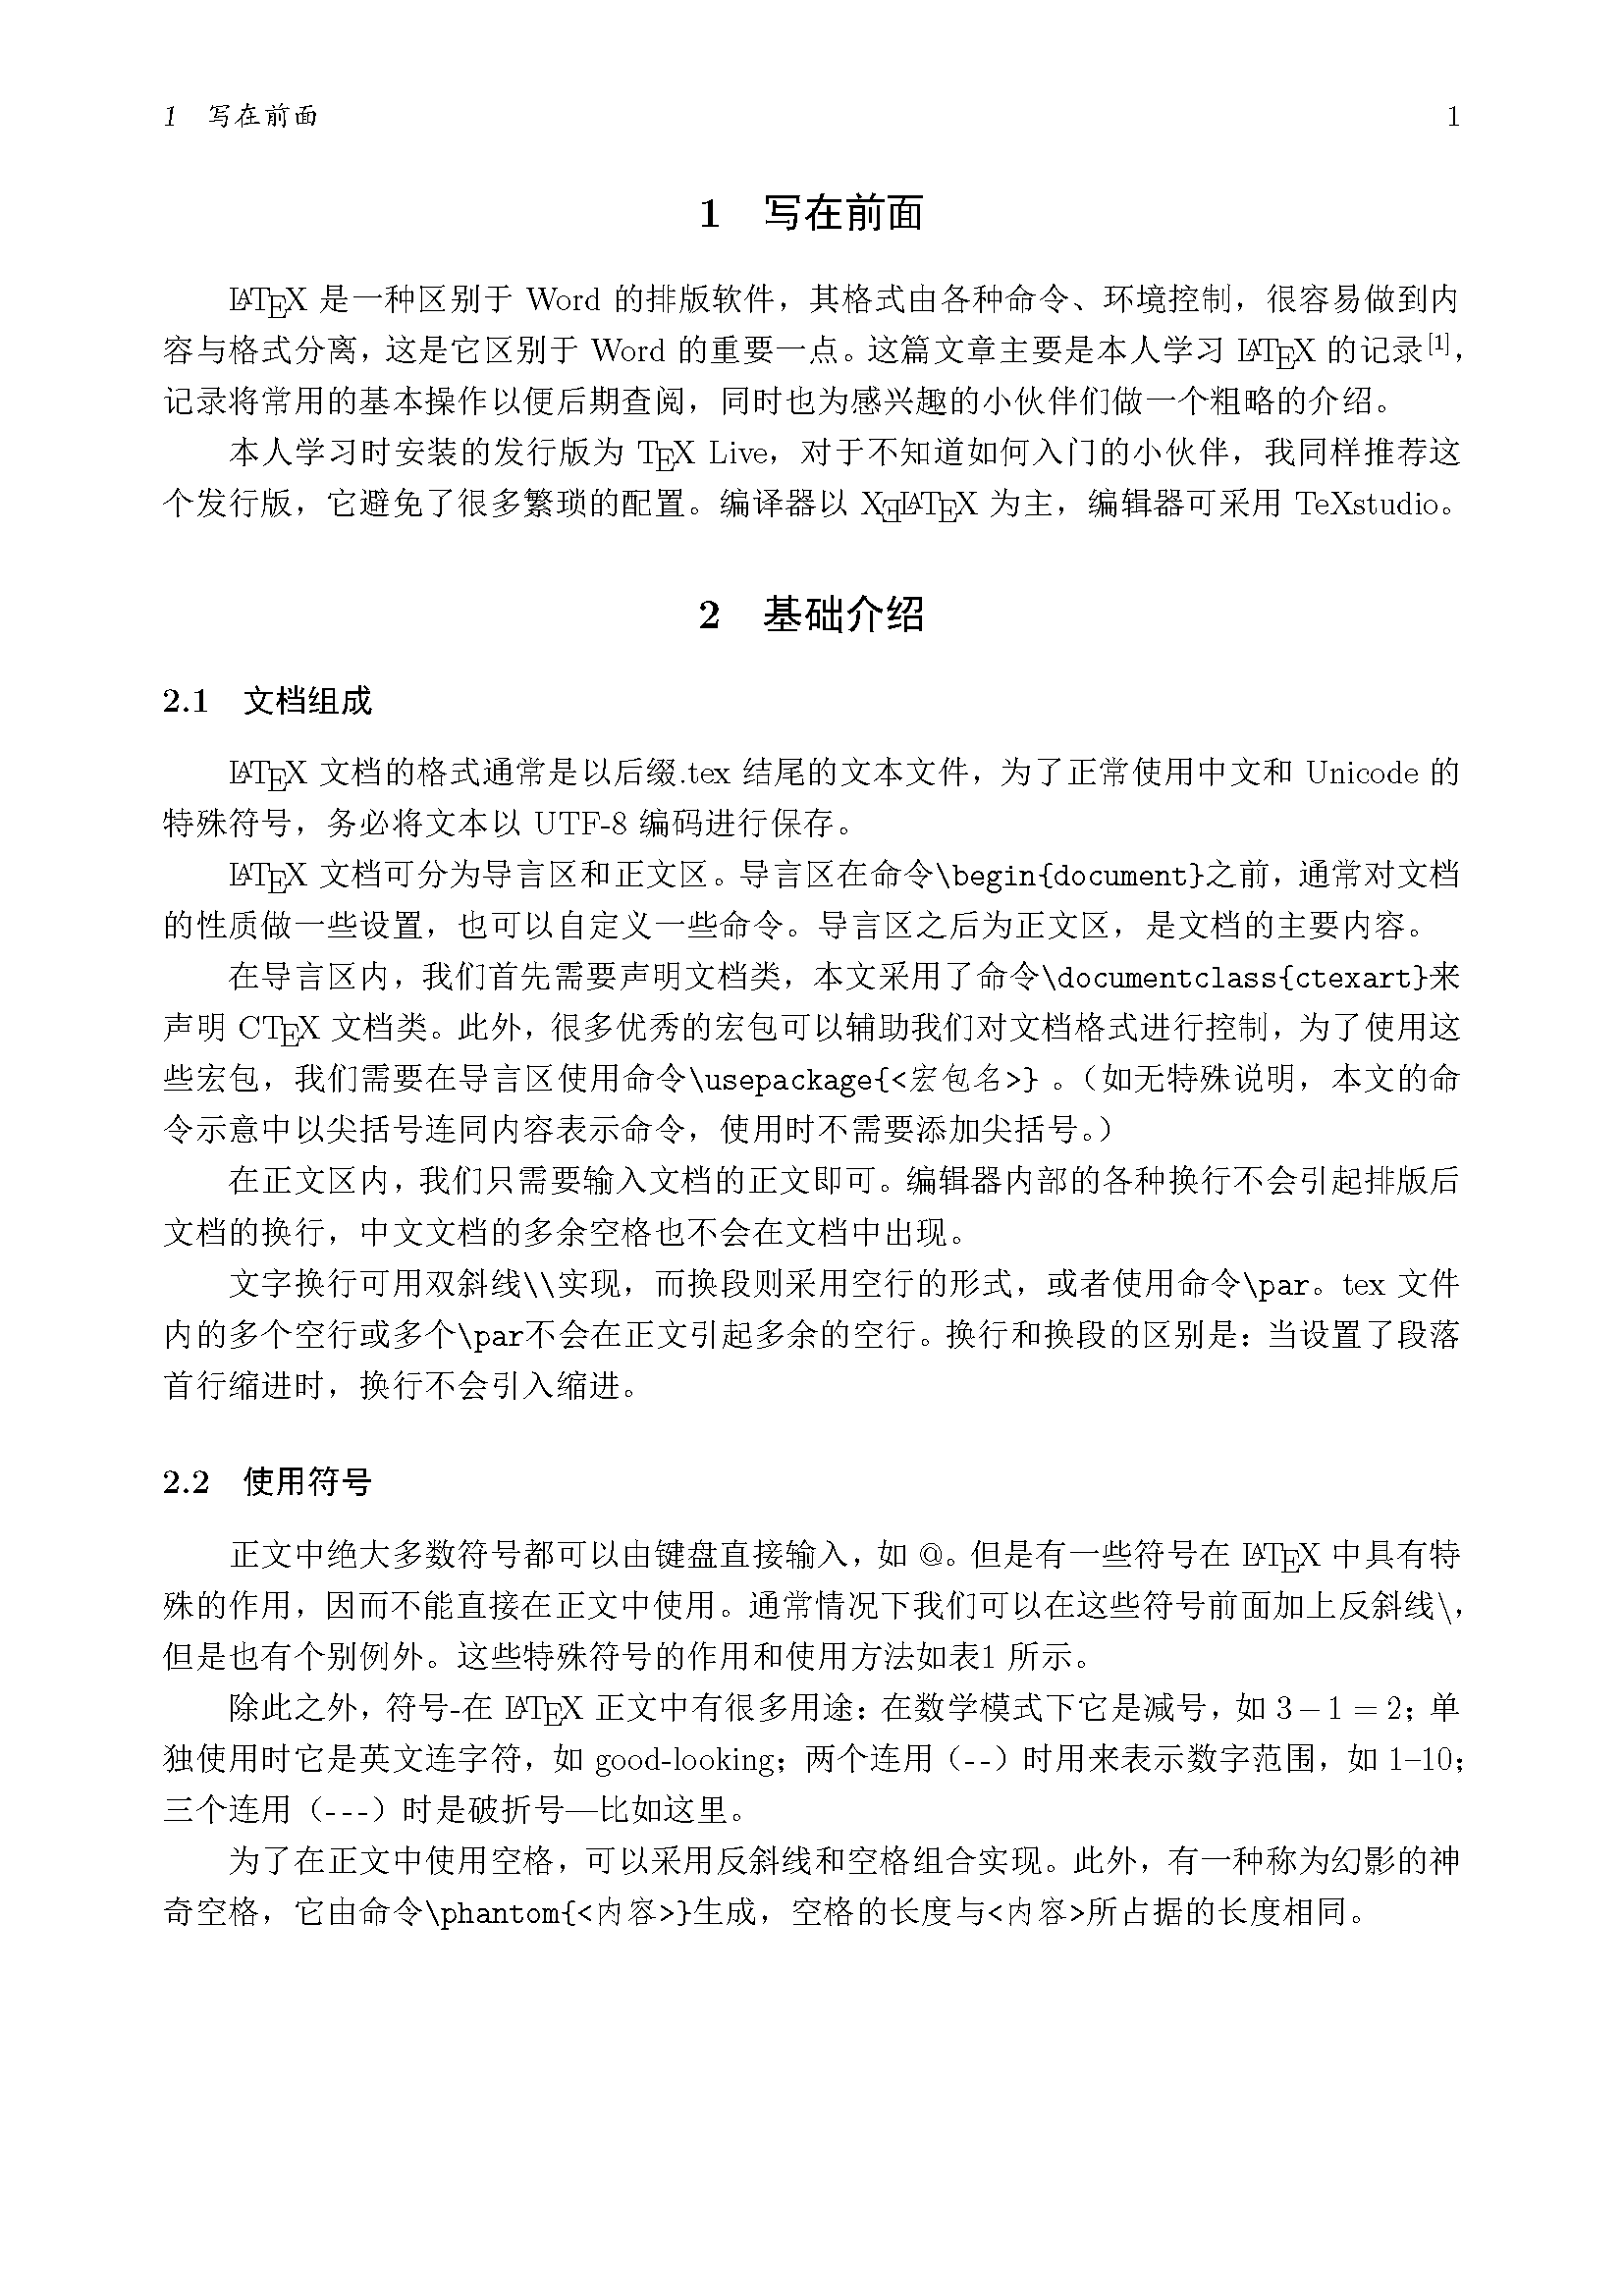 1 写在前面 1
1 写在前面
LATEX 是一种区别于 Word 的排版软件，其格式由各种命令、环境控制，很容易做到内
容与格式分离，这是它区别于 Word 的重要一点。这篇文章主要是本人学习 LATEX 的记录[1]，
记录将常用的基本操作以便后期查阅，同时也为感兴趣的小伙伴们做一个粗略的介绍。
本人学习时安装的发行版为 TEX Live，对于不知道如何入门的小伙伴，我同样推荐这
个发行版，它避免了很多繁琐的配置。编译器以 XƎLATEX 为主，编辑器可采用 TeXstudio。
2 基础介绍
2.1 文档组成
LATEX 文档的格式通常是以后缀.tex 结尾的文本文件，为了正常使用中文和 Unicode 的
特殊符号，务必将文本以 UTF-8 编码进行保存。
LATEX 文档可分为导言区和正文区。导言区在命令\begin{document}之前，通常对文档
的性质做一些设置，也可以自定义一些命令。导言区之后为正文区，是文档的主要内容。
在导言区内，我们首先需要声明文档类，本文采用了命令\documentclass{ctexart}来
声明 CTEX 文档类。此外，很多优秀的宏包可以辅助我们对文档格式进行控制，为了使用这
些宏包，我们需要在导言区使用命令\usepackage{<宏包名>} 。（如无特殊说明，本文的命
令示意中以尖括号连同内容表示命令，使用时不需要添加尖括号。）
在正文区内，我们只需要输入文档的正文即可。编辑器内部的各种换行不会引起排版后
文档的换行，中文文档的多余空格也不会在文档中出现。
文字换行可用双斜线\\实现，而换段则采用空行的形式，或者使用命令\par。tex 文件
内的多个空行或多个\par不会在正文引起多余的空行。换行和换段的区别是：当设置了段落
首行缩进时，换行不会引入缩进。
2.2 使用符号
正文中绝大多数符号都可以由键盘直接输入，如 @。但是有一些符号在 LATEX 中具有特
殊的作用，因而不能直接在正文中使用。通常情况下我们可以在这些符号前面加上反斜线\，
但是也有个别例外。这些特殊符号的作用和使用方法如表1 所示。
除此之外，符号-在 LATEX 正文中有很多用途：在数学模式下它是减号，如 3 − 1 = 2；单
独使用时它是英文连字符，如 good-looking；两个连用（--）时用来表示数字范围，如 1–10；
三个连用（---）时是破折号—比如这里。
为了在正文中使用空格，可以采用反斜线和空格组合实现。此外，有一种称为幻影的神
奇空格，它由命令\phantom{<内容>}生成，空格的长度与<内容>所占据的长度相同。